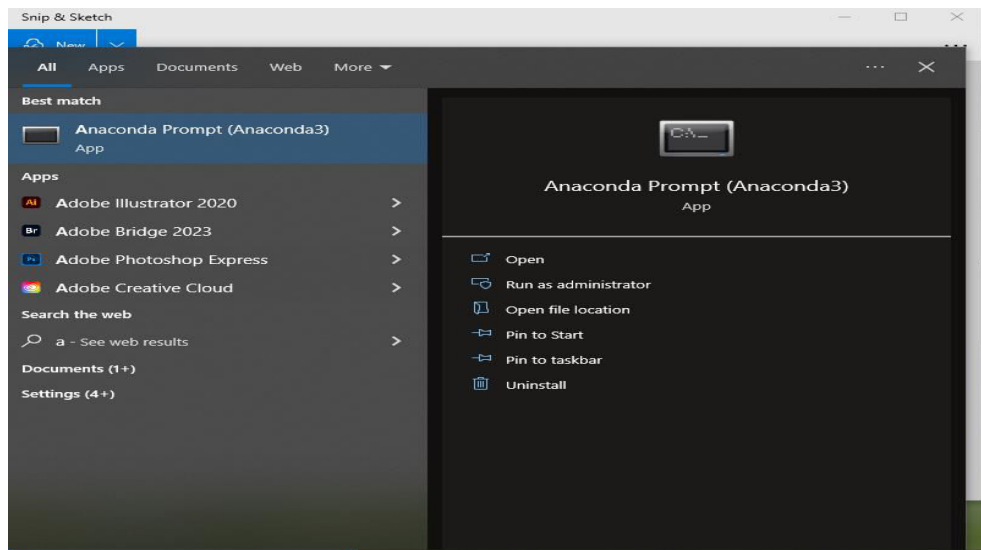 Snip & Sketch
New
All Apps Documents Web More
Best match
Anaconda Prompt (Anaconda3)
App
Apps
Ai Adobe Illustrator 2020
Br Adobe Bridge 2023
Adobe Photoshop Express
Adobe Creative Cloud
Search the web
a - See web results
Documents (1+)
Settings (4+)
C:\_
Anaconda Prompt (Anaconda3)
App
Open
Run as administrator
Open file location
Pin to Start
Pin to taskbar
Uninstall